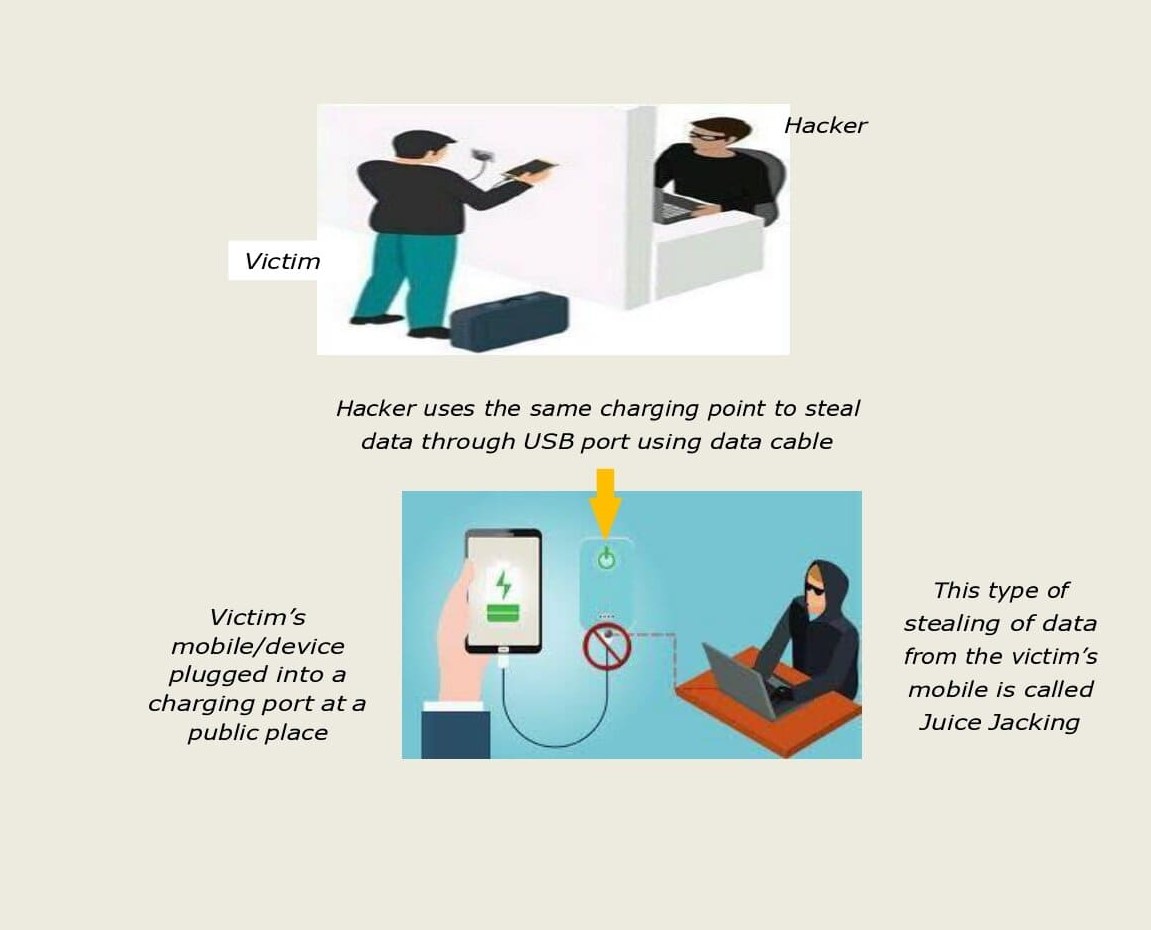 Hacker
Victim
Hacker uses the same charging point to steal
data through USB port using data cable
Victim’s
mobile/device
plugged into a
charging port at a
public place
This type of
stealing of data
from the victim’s
mobile is called
Juice Jacking